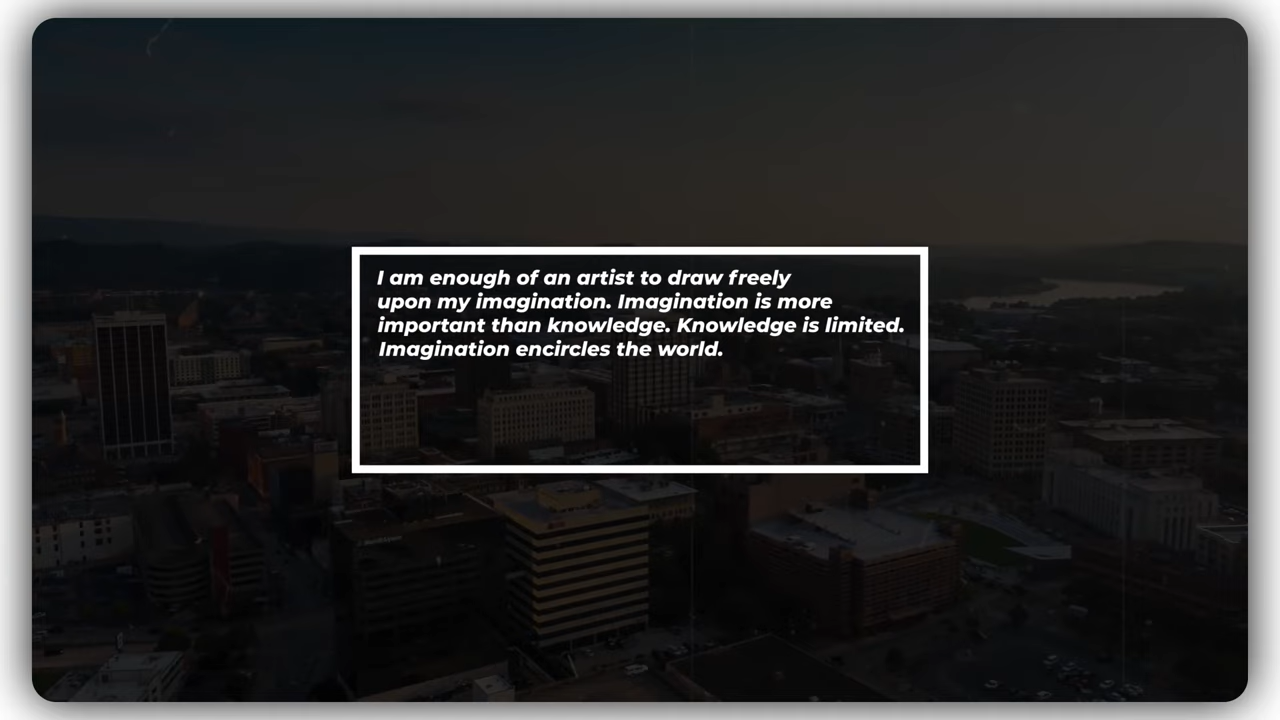 I am enough of an artist to draw freely
upon my imagination. Imagination is more
important than knowledge. Knowledge is limited.
Imagination encircles the world.